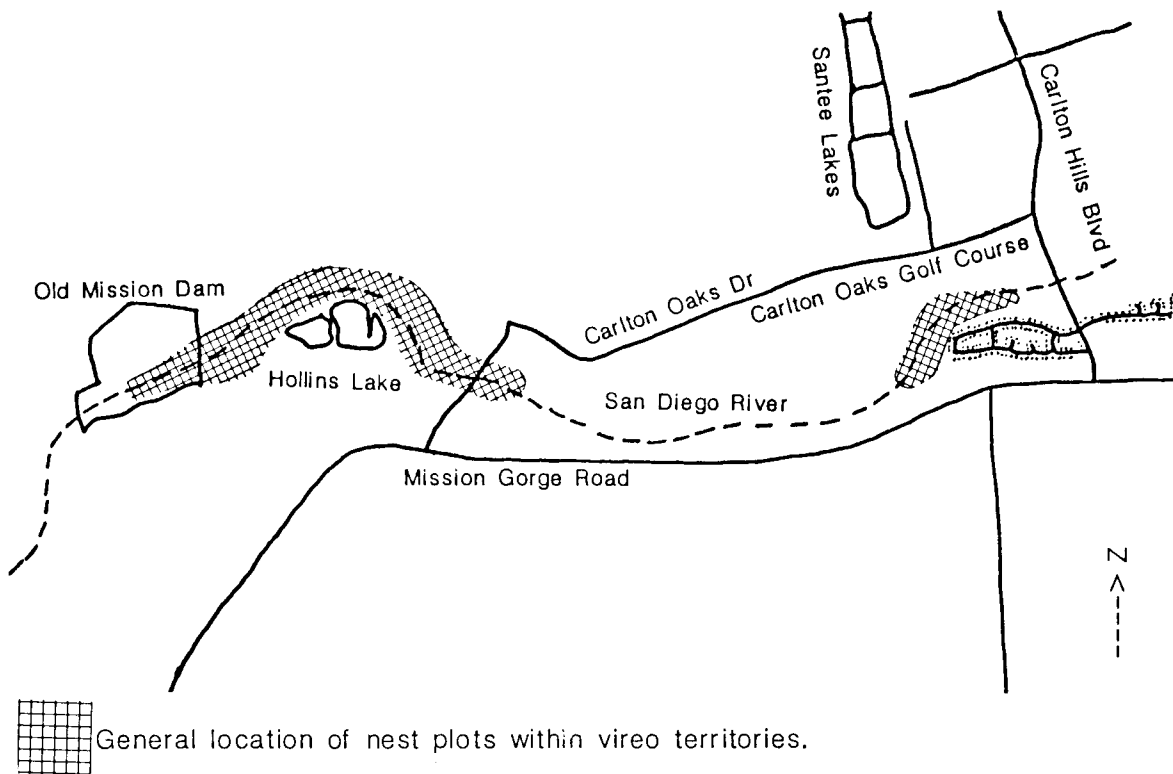 Santee Lakes
Carlton Hills Blvd
Old Mission Dam
Carlton Oaks Dr
Carlton Oaks Golf Course
Hollins Lake
San Diego River
Mission Gorge Road
N
General location of nest plots within vireo territories.